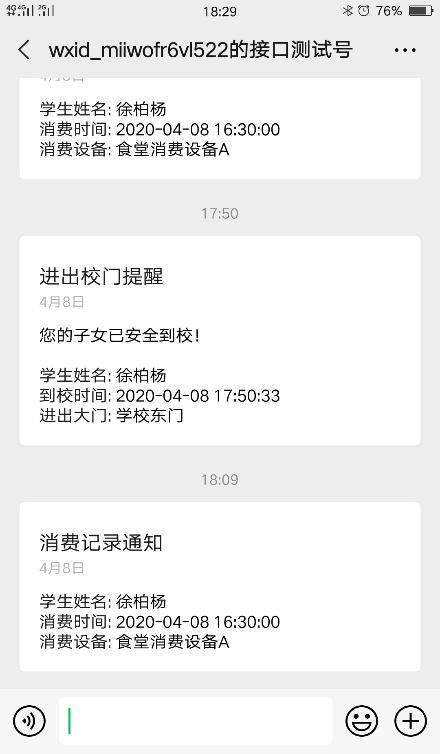 18:29
76%
wxid_miiwofr6vl522的接口测试号
4月8日
学生姓名: 徐柏杨
消费时间: 2020-04-08 16:30:00
消费设备: 食堂消费设备A
17:50
进出校门提醒
4月8日
您的子女已安全到校!
学生姓名: 徐柏杨
到校时间: 2020-04-08 17:50:33
进出大门: 学校东门
18:09
消费记录通知
4月8日
学生姓名: 徐柏杨
消费时间: 2020-04-08 16:30:00
消费设备: 食堂消费设备A